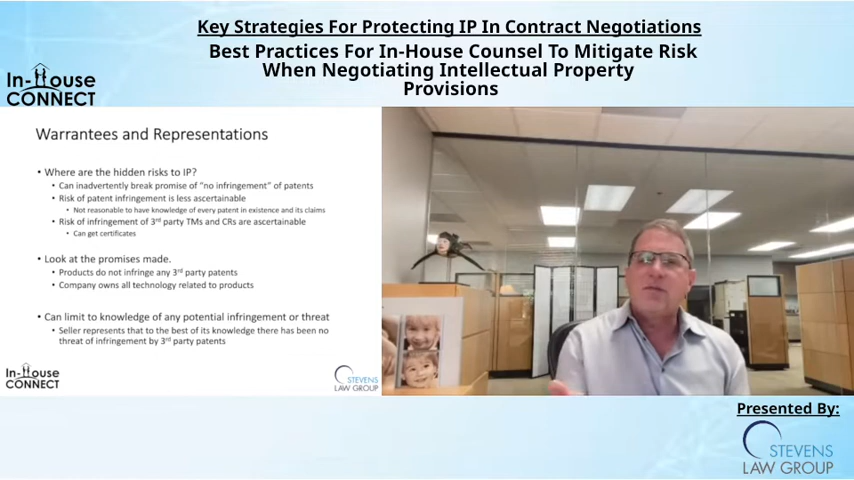 Key Strategies For Protecting IP In Contract Negotiations
Best Practices For In-House Counsel To Mitigate Risk
When Negotiating Intellectual Property
Provisions
In-House
CONNECT
Warrantees and Representations
• Where are the hidden risks to IP?
• Can inadvertently break promise of “no infringement” of patents
• Risk of patent infringement is less ascertainable
• Not reasonable to have knowledge of every patent in existence and its claims
• Risk of infringement of 3rd party TMs and CRs are ascertainable
• Can get certificates
• Look at the promises made.
• Products do not infringe any 3rd party patents
• Company owns all technology related to products
• Can limit to knowledge of any potential infringement or threat
• Seller represents that to the best of its knowledge there has been no
threat of infringement by 3rd party patents
In-House
CONNECT
STEVENS
LAW GROUP
Presented By:
STEVENS
LAW GROUP